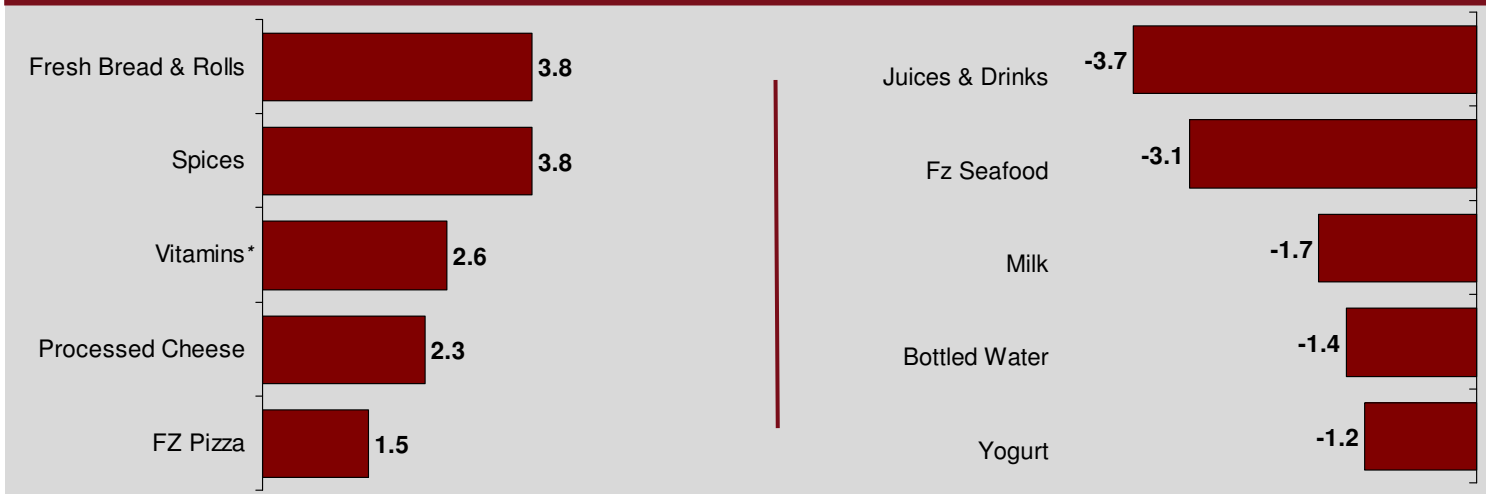 Fresh Bread & Rolls 3.8
Spices 3.8
Vitamins* 2.6
Processed Cheese 2.3
FZ Pizza 1.5
Juices & Drinks -3.7
Fz Seafood -3.1
Milk -1.7
Bottled Water -1.4
Yogurt -1.2